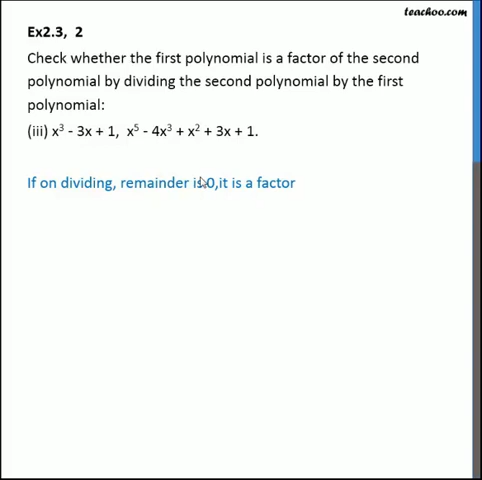 teachoo.com
Ex2.3, 2
Check whether the first polynomial is a factor of the second
polynomial by dividing the second polynomial by the first
polynomial:
(iii) x³ - 3x + 1, x⁵ - 4x³ + x² + 3x + 1.
If on dividing, remainder is 0,it is a factor